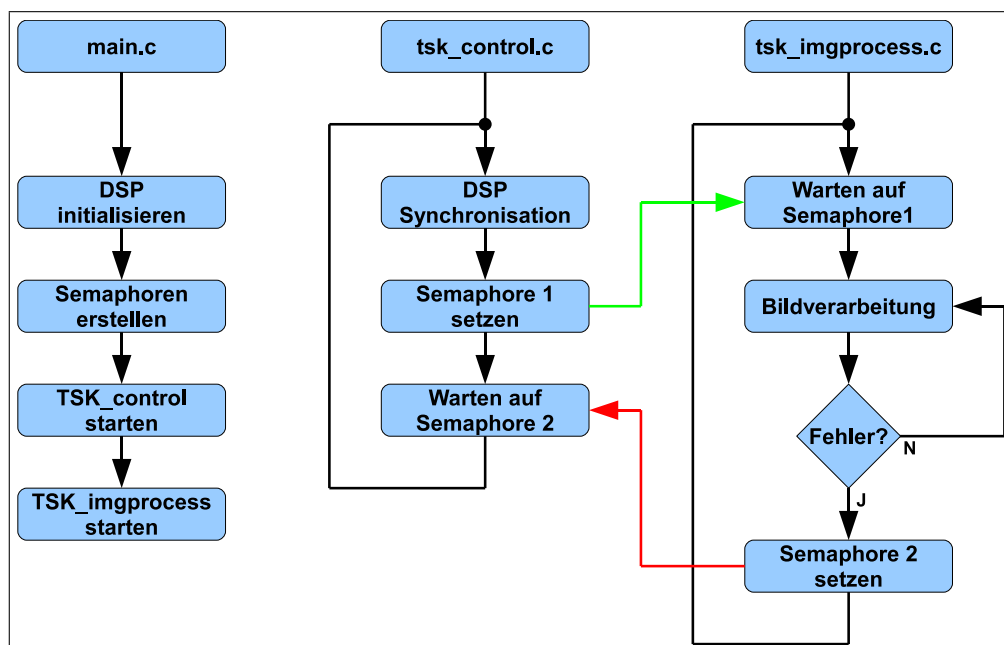 main.c
DSP
initialisieren
Semaphoren
erstellen
TSK_control
starten
TSK_imgprocess
starten
tsk_control.c
DSP
Synchronisation
Semaphore 1
setzen
Warten auf
Semaphore 2
tsk_imgprocess.c
Warten auf
Semaphore1
Bildverarbeitung
Fehler?
N
J
Semaphore 2
setzen